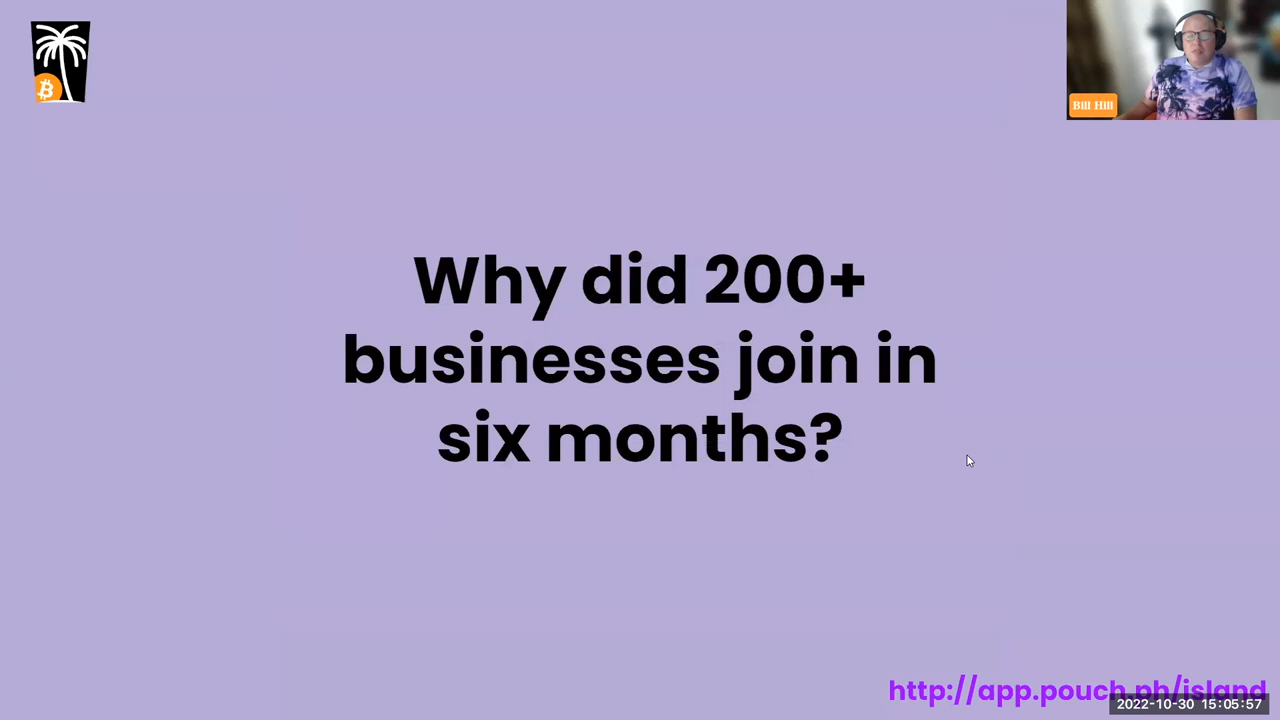 Bill Hill
Why did 200+
businesses join in
six months?
http://app.pouch.ph/island
2022-10-30 15:05:57